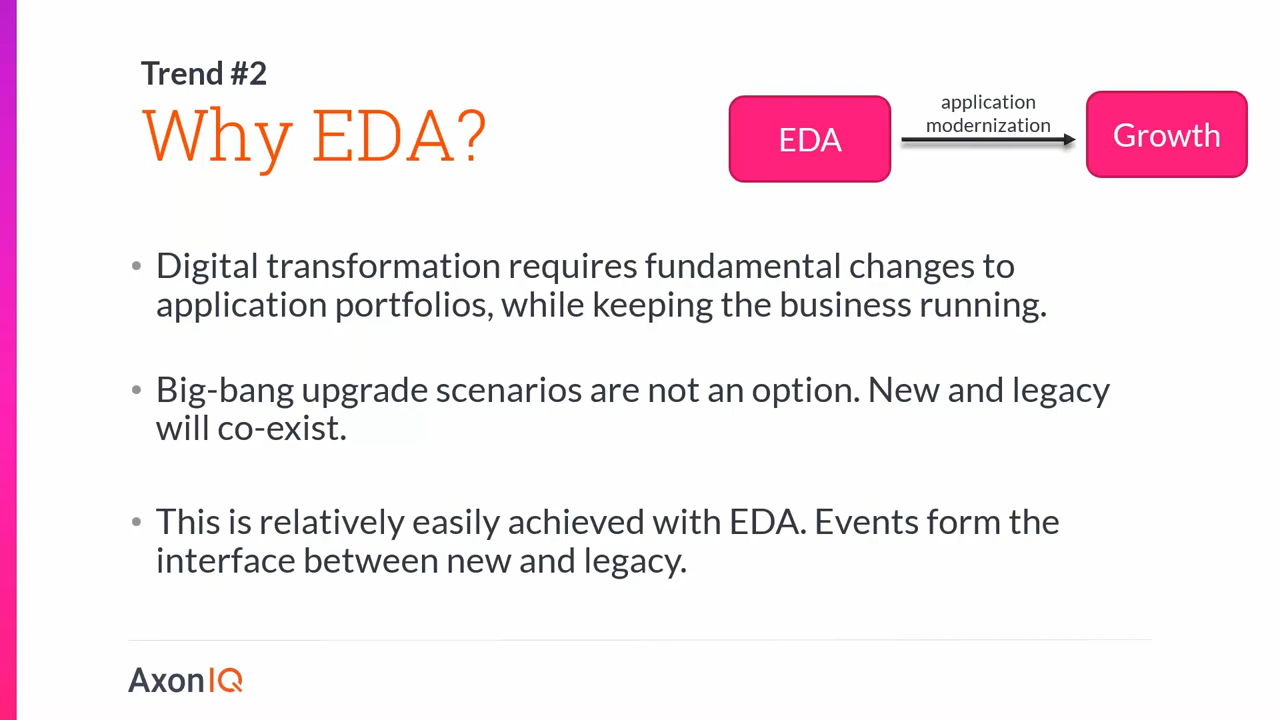 Trend #2
Why EDA?
EDA
application
modernization
Growth
• Digital transformation requires fundamental changes to
application portfolios, while keeping the business running.
• Big-bang upgrade scenarios are not an option. New and legacy
will co-exist.
• This is relatively easily achieved with EDA. Events form the
interface between new and legacy.
AxonIQ